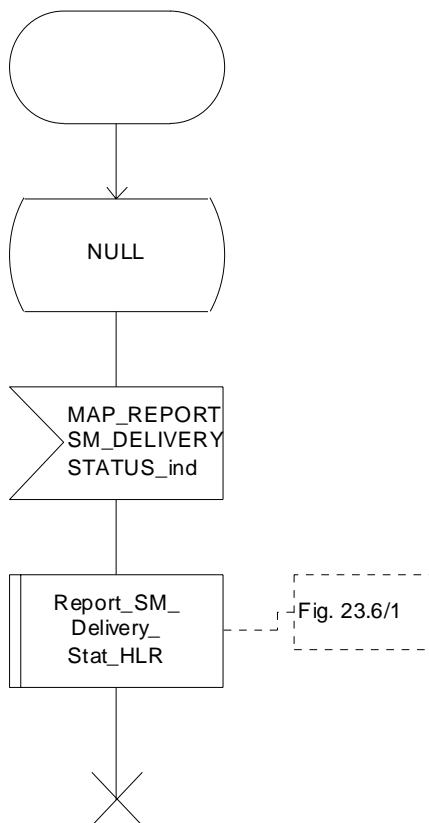 NULL
MAP_REPORT
SM_DELIVERY
STATUS_ind
Report_SM_
Delivery_
Stat_HLR
Fig. 23.6/1